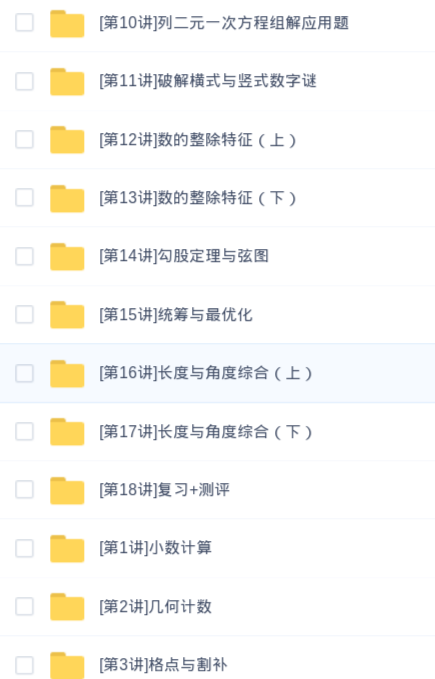 [第10讲]列二元一次方程组解应用题
[第11讲]破解横式与竖式数字谜
[第12讲]数的整除特征（上）
[第13讲]数的整除特征（下）
[第14讲]勾股定理与弦图
[第15讲]统筹与最优化
[第16讲]长度与角度综合（上）
[第17讲]长度与角度综合（下）
[第18讲]复习+测评
[第1讲]小数计算
[第2讲]几何计数
[第3讲]格点与割补